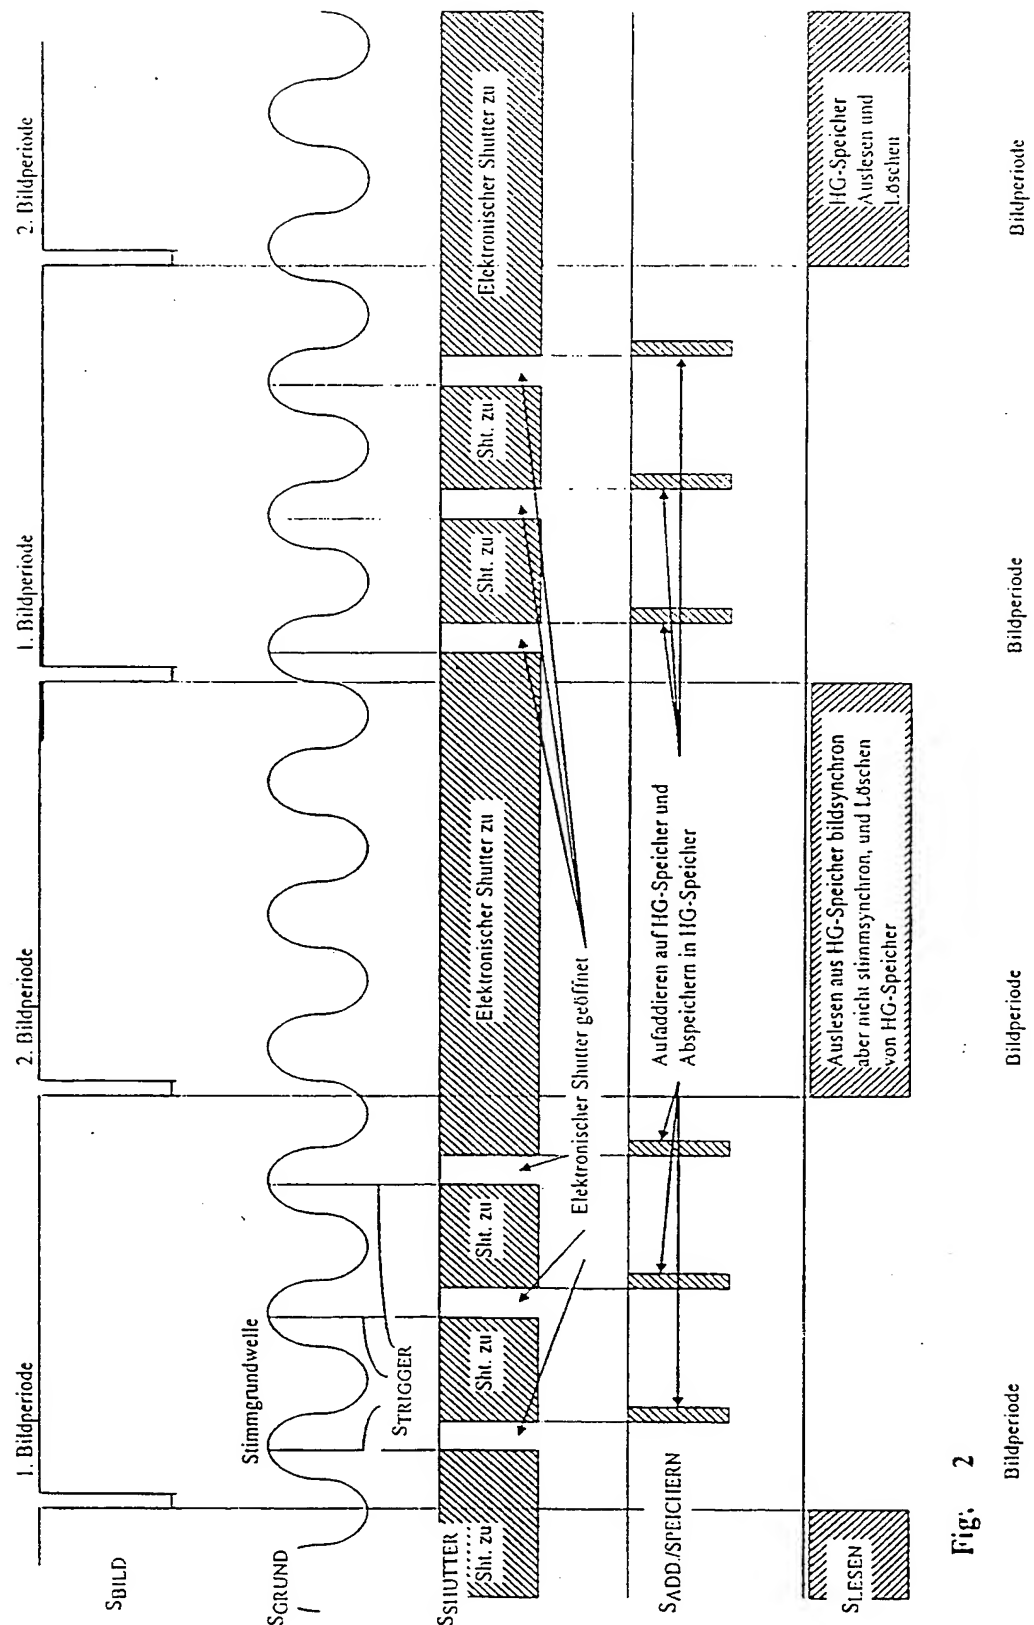 1. Bildperiode
2. Bildperiode
1. Bildperiode
2. Bildperiode
SBILD
Stimmgrundwelle
SGRUND
STRIGGER
SSHUTTER
Sht. zu
Sht. zu
Sht. zu
Elektronischer Shutter zu
Sht. zu
Sht. zu
Elektronischer Shutter zu
Elektronischer Shutter geöffnet
SADD./SPEICHERN
Aufaddieren auf HG-Speicher und
Abspeichern in HG-Speicher
SLESEN
Auslesen aus HG-Speicher bildsynchron
aber nicht stimmsynchron, und Löschen
von HG-Speicher
HG-Speicher
Auslesen und
Löschen
Fig. 2
Bildperiode
Bildperiode
Bildperiode
Bildperiode